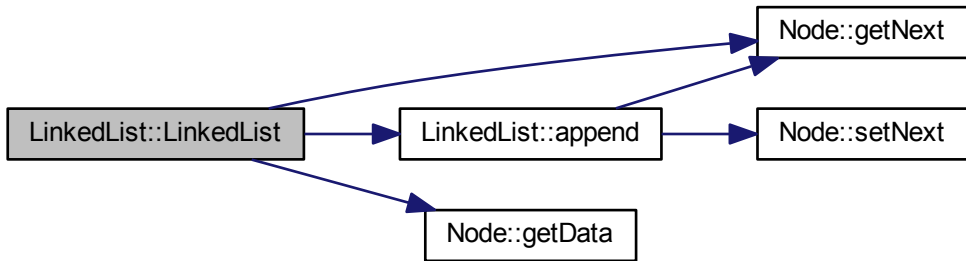 Node::getNext
LinkedList::LinkedList
LinkedList::append
Node::setNext
Node::getData